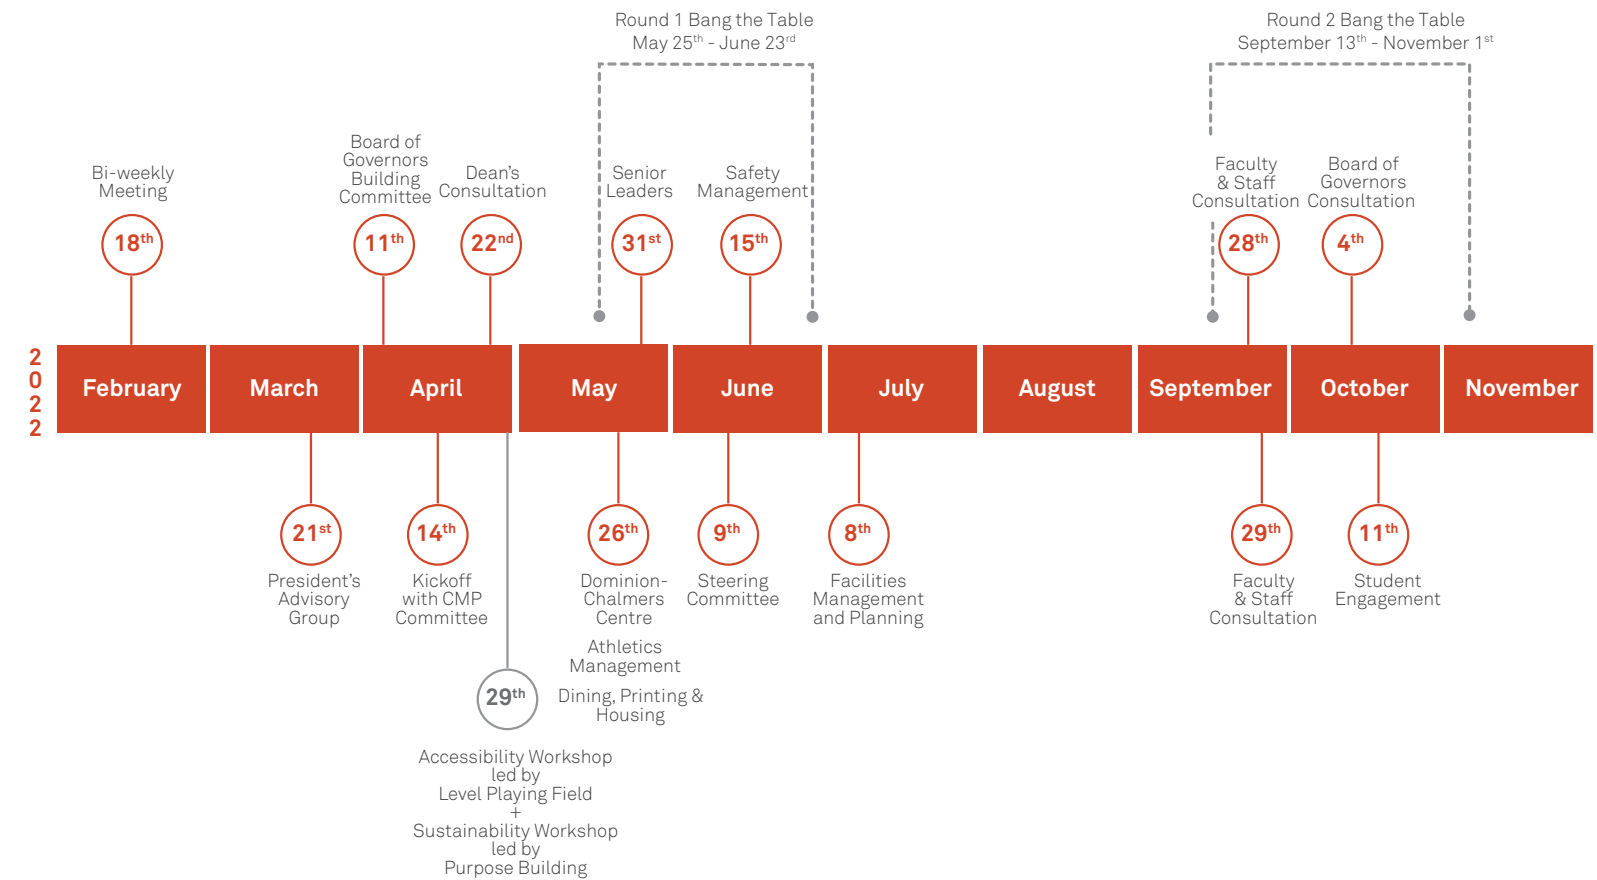 Round 1 Bang the Table
May 25th - June 23rd
Round 2 Bang the Table
September 13th - November 1st
Bi-weekly
Meeting
18th
Board of
Governors
Building
Committee
11th
Dean's
Consultation
22nd
Senior
Leaders
31st
Safety
Management
15th
Faculty
& Staff
Consultation
28th
Board of
Governors
Consultation
4th
2
0
2
2
February
March
April
May
June
July
August
September
October
November
21st
President's
Advisory
Group
14th
Kickoff
with CMP
Committee
29th
Accessibility Workshop
led by
Level Playing Field
+
Sustainability Workshop
led by
Purpose Building
26th
Dominion-
Chalmers
Centre
Athletics
Management
Dining, Printing &
Housing
9th
Steering
Committee
8th
Facilities
Management
and Planning
29th
Faculty
& Staff
Consultation
11th
Student
Engagement